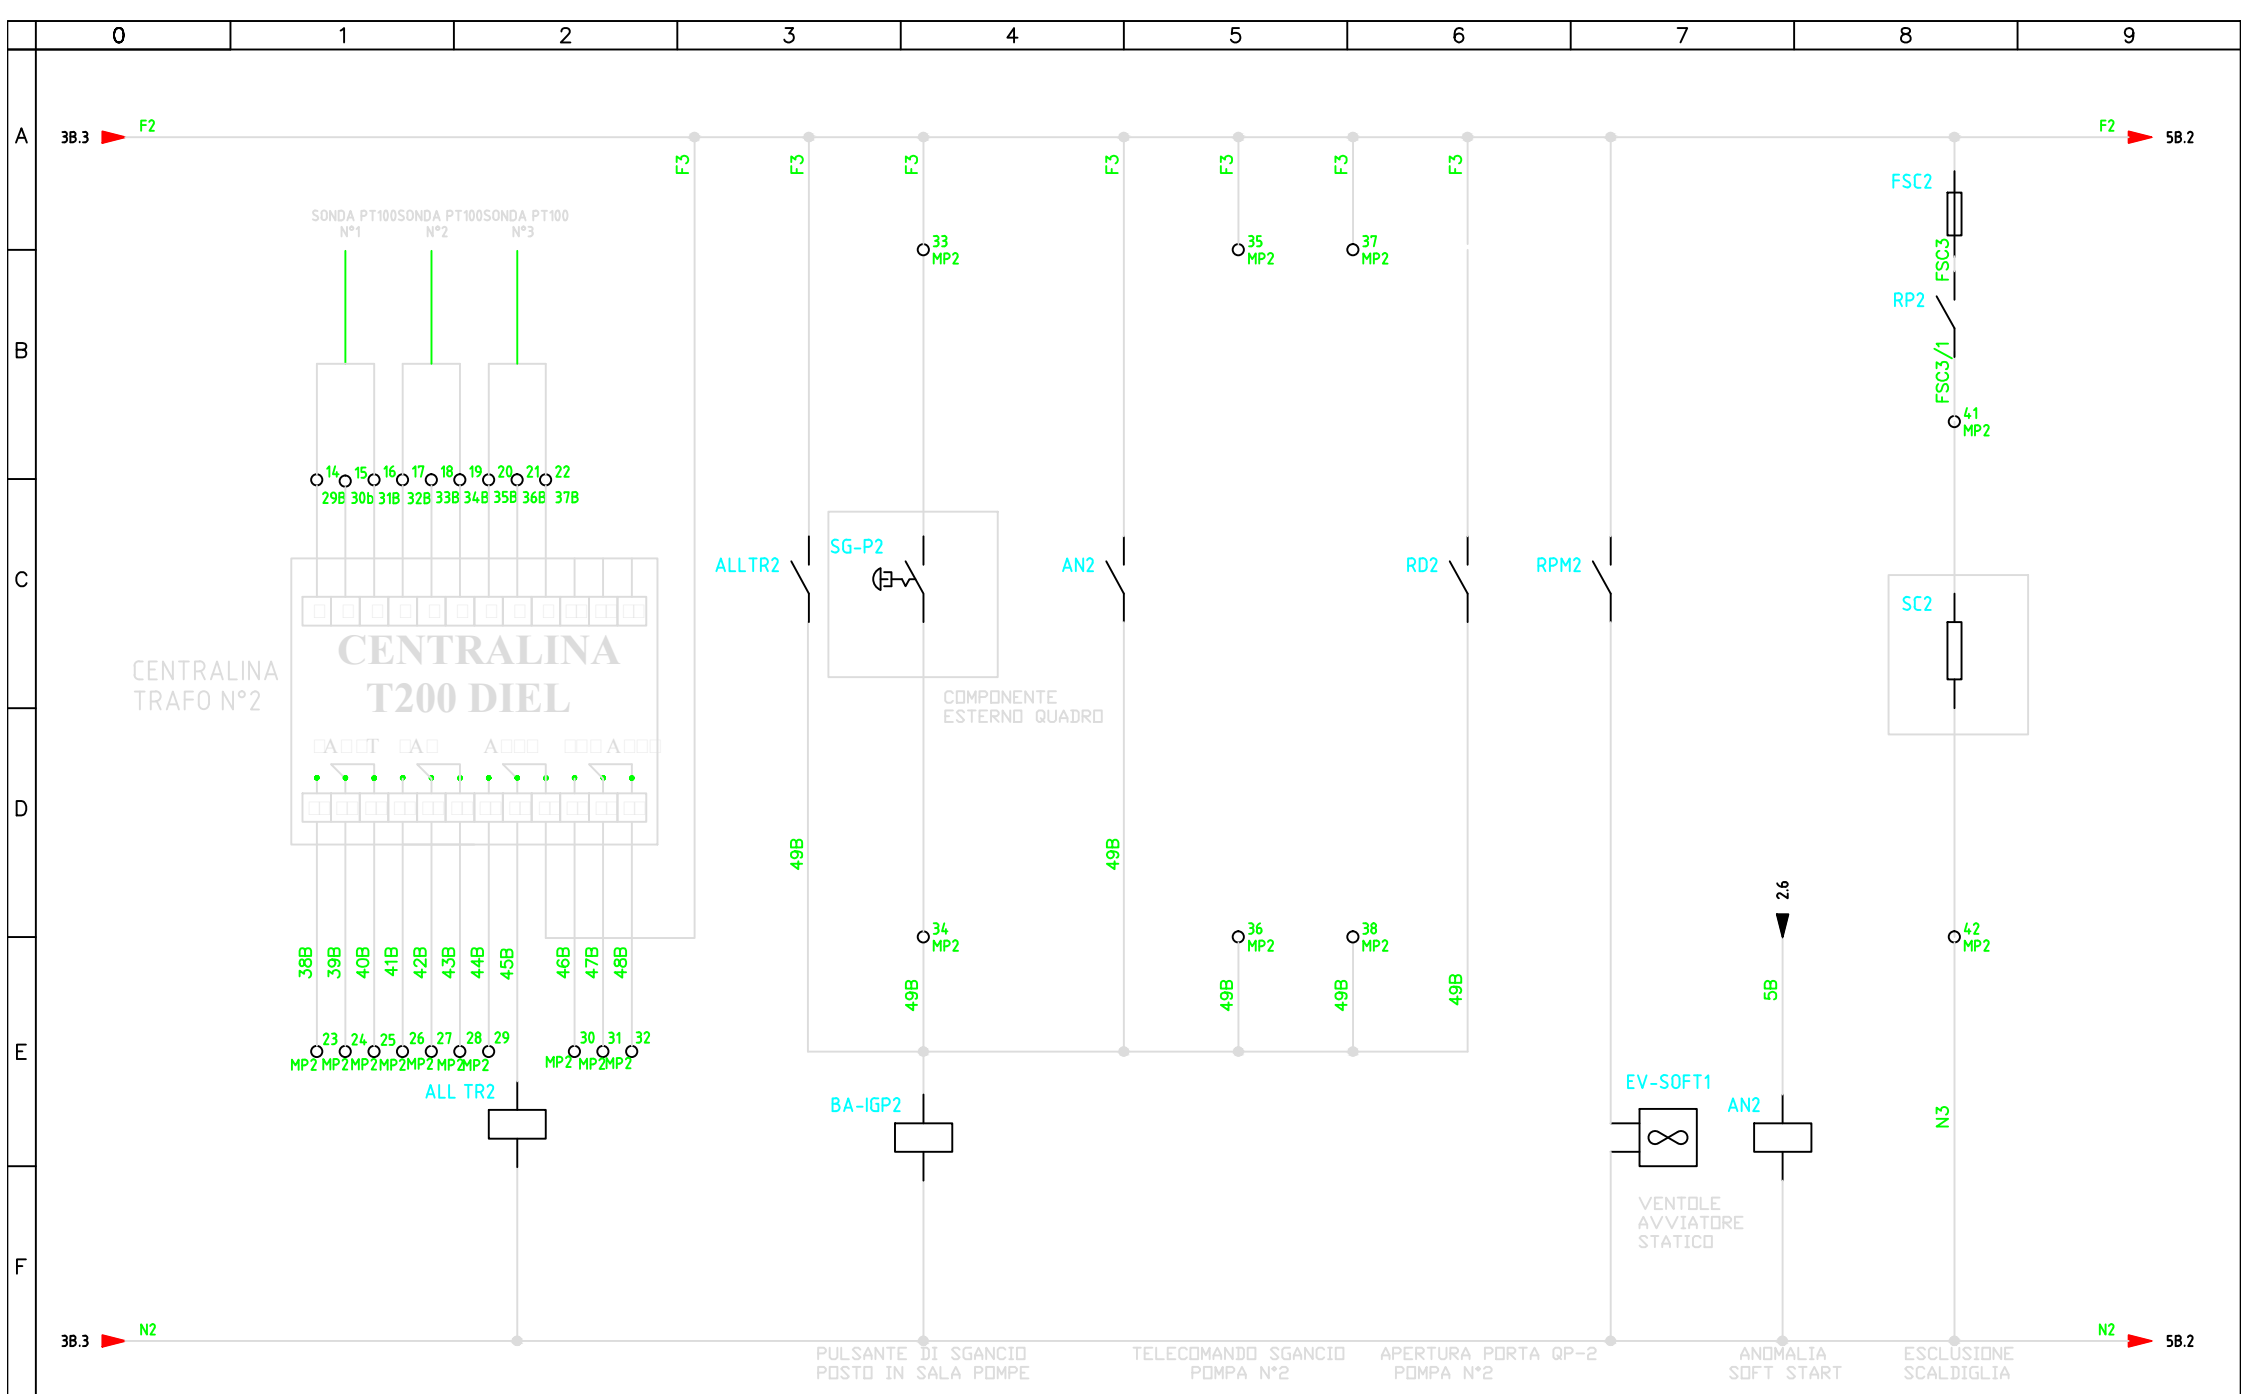 0 1 2 3 4 5 6 7 8 9
A
3B.3 F2
F2 5B.2
F3 F3 F3 F3 F3 F3 F3
FSC2
SONDA PT100 SONDA PT100 SONDA PT100
N°1 N°2 N°3
33
MP2
35
MP2
37
MP2
FSC3
RP2
B
FSC3/1
41
MP2
14 15 16 17 18 19 20 21 22
29B 30b 31B 32B 33B 34B 35B 36B 37B
C
ALLTR2
SG-P2
AN2
RD2
RPM2
SC2
CENTRALINA
T200 DIEL
CENTRALINA
TRAFO N°2
COMPONENTE
ESTERNO QUADRO
D
49B 49B
2.6
34
MP2
36
MP2
38
MP2
42
MP2
38B 39B 40B 41B 42B 43B 44B 45B 46B 47B 48B
49B 49B 49B 49B 5B
E
23 24 25 26 27 28 29 30 31 32
MP2 MP2 MP2 MP2 MP2 MP2 MP2 MP2 MP2 MP2
ALL TR2
BA-IGP2
EV-SOFT1
AN2
N3
VENTOLE
AVVIATORE
STATICO
F
3B.3 N2
N2 5B.2
PULSANTE DI SGANCIO
POSTO IN SALA POMPE
TELECOMANDO SGANCIO
POMPA N°2
APERTURA PORTA QP-2
POMPA N°2
ANOMALIA
SOFT START
ESCLUSIONE
SCALDIGLIA